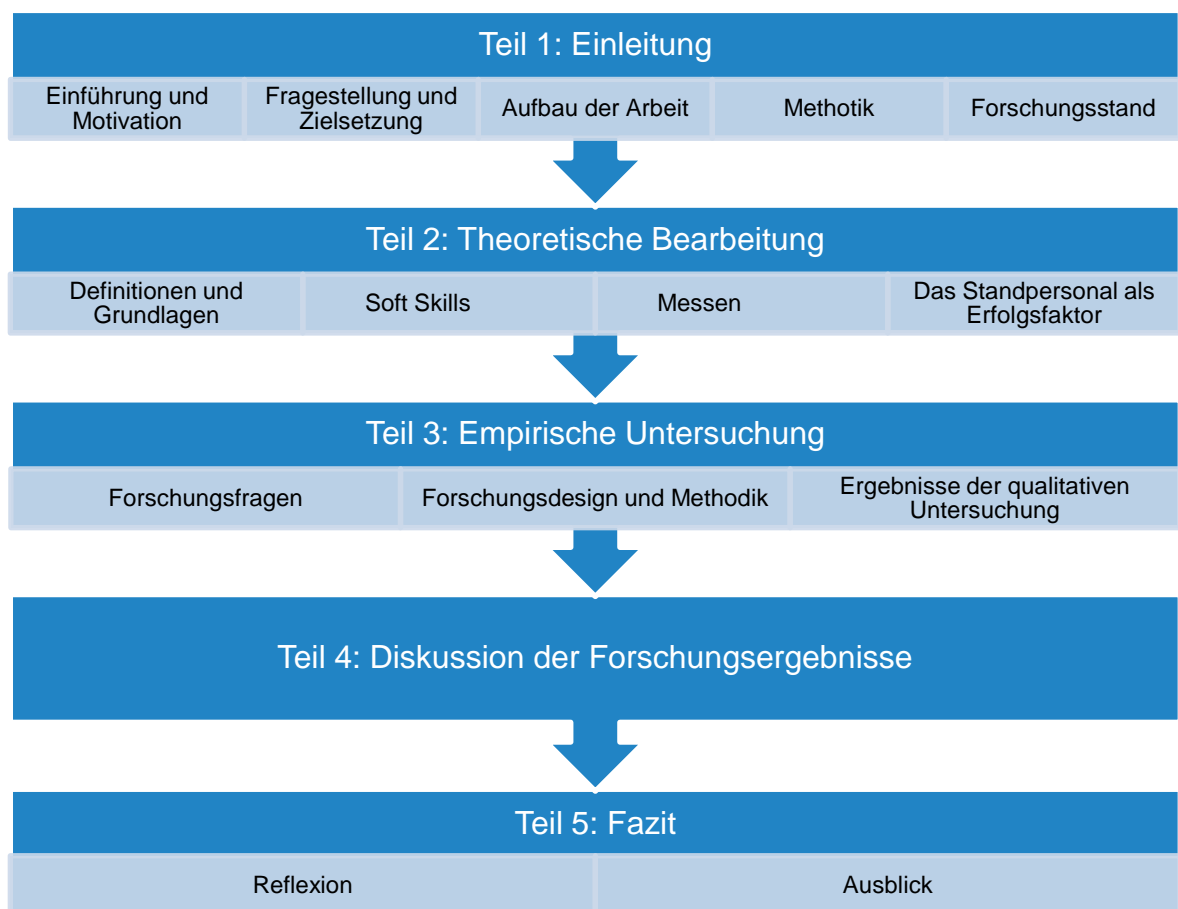 Teil 1: Einleitung
Einführung und
Motivation
Fragestellung und
Zielsetzung
Aufbau der Arbeit
Methotik
Forschungsstand
Teil 2: Theoretische Bearbeitung
Definitionen und
Grundlagen
Soft Skills
Messen
Das Standpersonal als
Erfolgsfaktor
Teil 3: Empirische Untersuchung
Forschungsfragen
Forschungsdesign und Methodik
Ergebnisse der qualitativen
Untersuchung
Teil 4: Diskussion der Forschungsergebnisse
Teil 5: Fazit
Reflexion
Ausblick